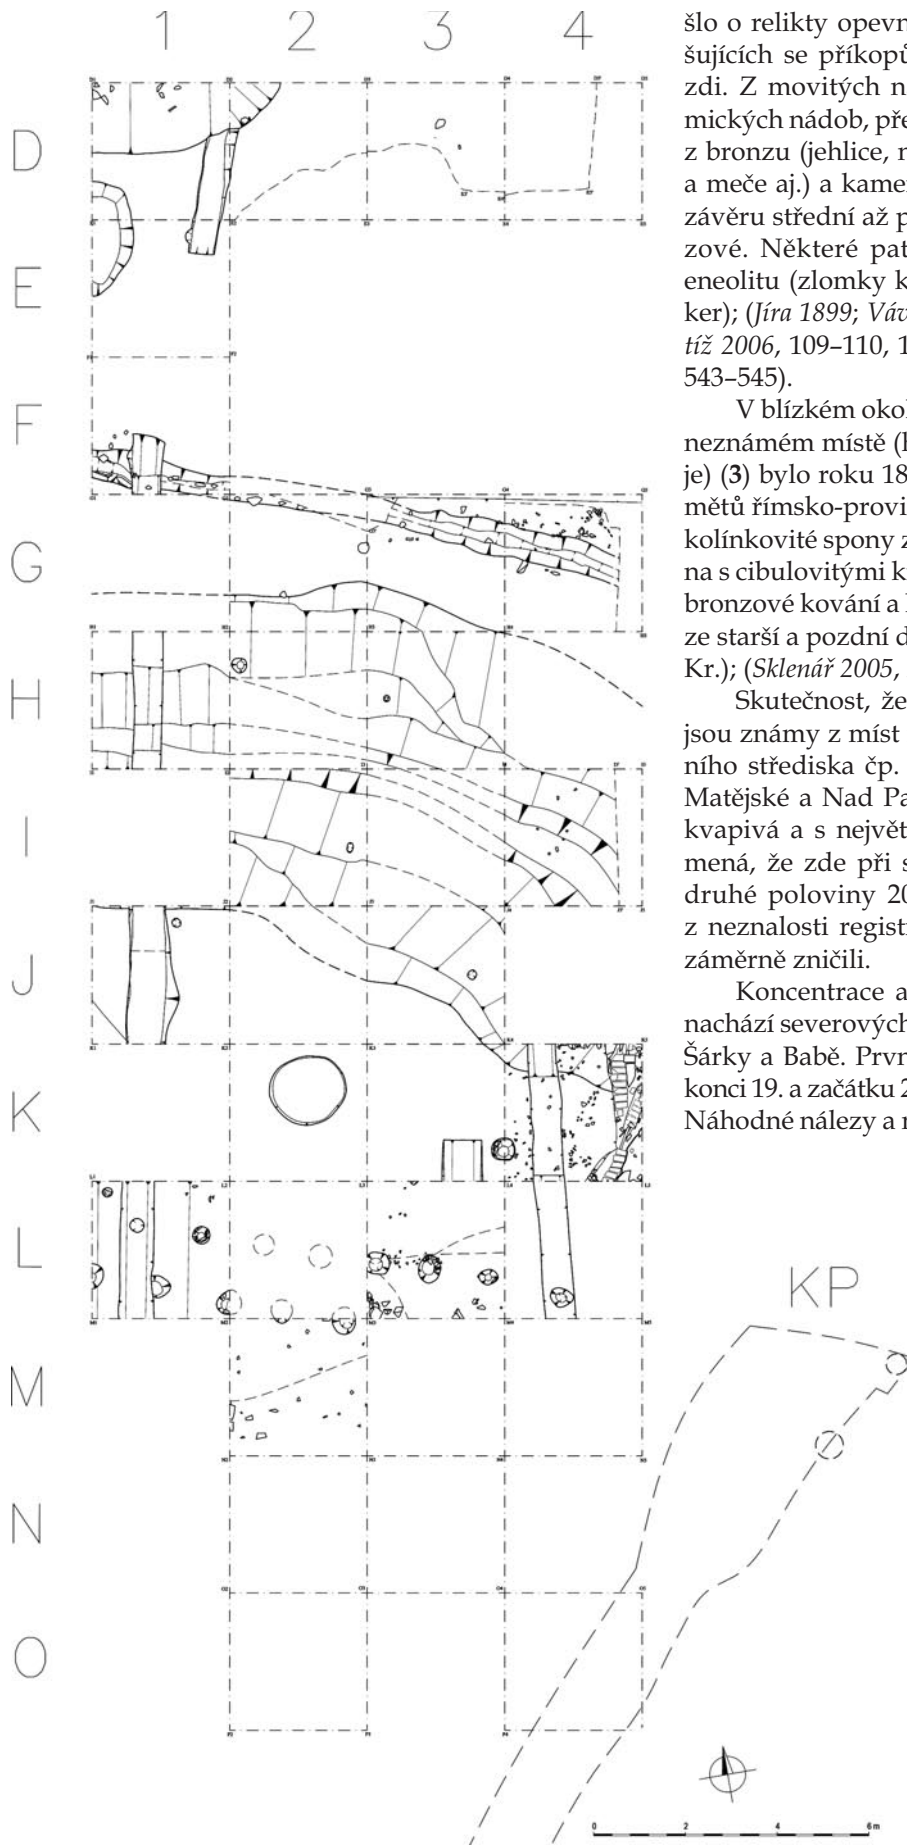 1 2 3 4
D
E
F
G
H
I
J
K
L
M
N
O
KP
0 2 4 6 m
šlo o relikty opevn
šujících se příkopů
zdi. Z movitých n
mických nádob, pře
z bronzu (jehlice, n
a meče aj.) a kamen
závěru střední až p
zové. Některé pat
eneolitu (zlomky k
ker); (Jíra 1899; Váv
tíž 2006, 109–110, 1
543–545).
V blízkém okol
neznámém místě (h
je) (3) bylo roku 18
mětů římsko-provi
kolínkovité spony z
na s cibulovitými k
bronzové kování a
ze starší a pozdní d
Kr.); (Sklenář 2005,
Skutečnost, že
jsou známy z míst
ního střediska čp.
Matějské a Nad Pa
kvapivá a s největ
mená, že zde při s
druhé poloviny 20
z neznalosti regist
záměrně zničili.
Koncentrace a
nachází severových
Šárky a Babě. Prvn
konci 19. a začátku 2
Náhodné nálezy a